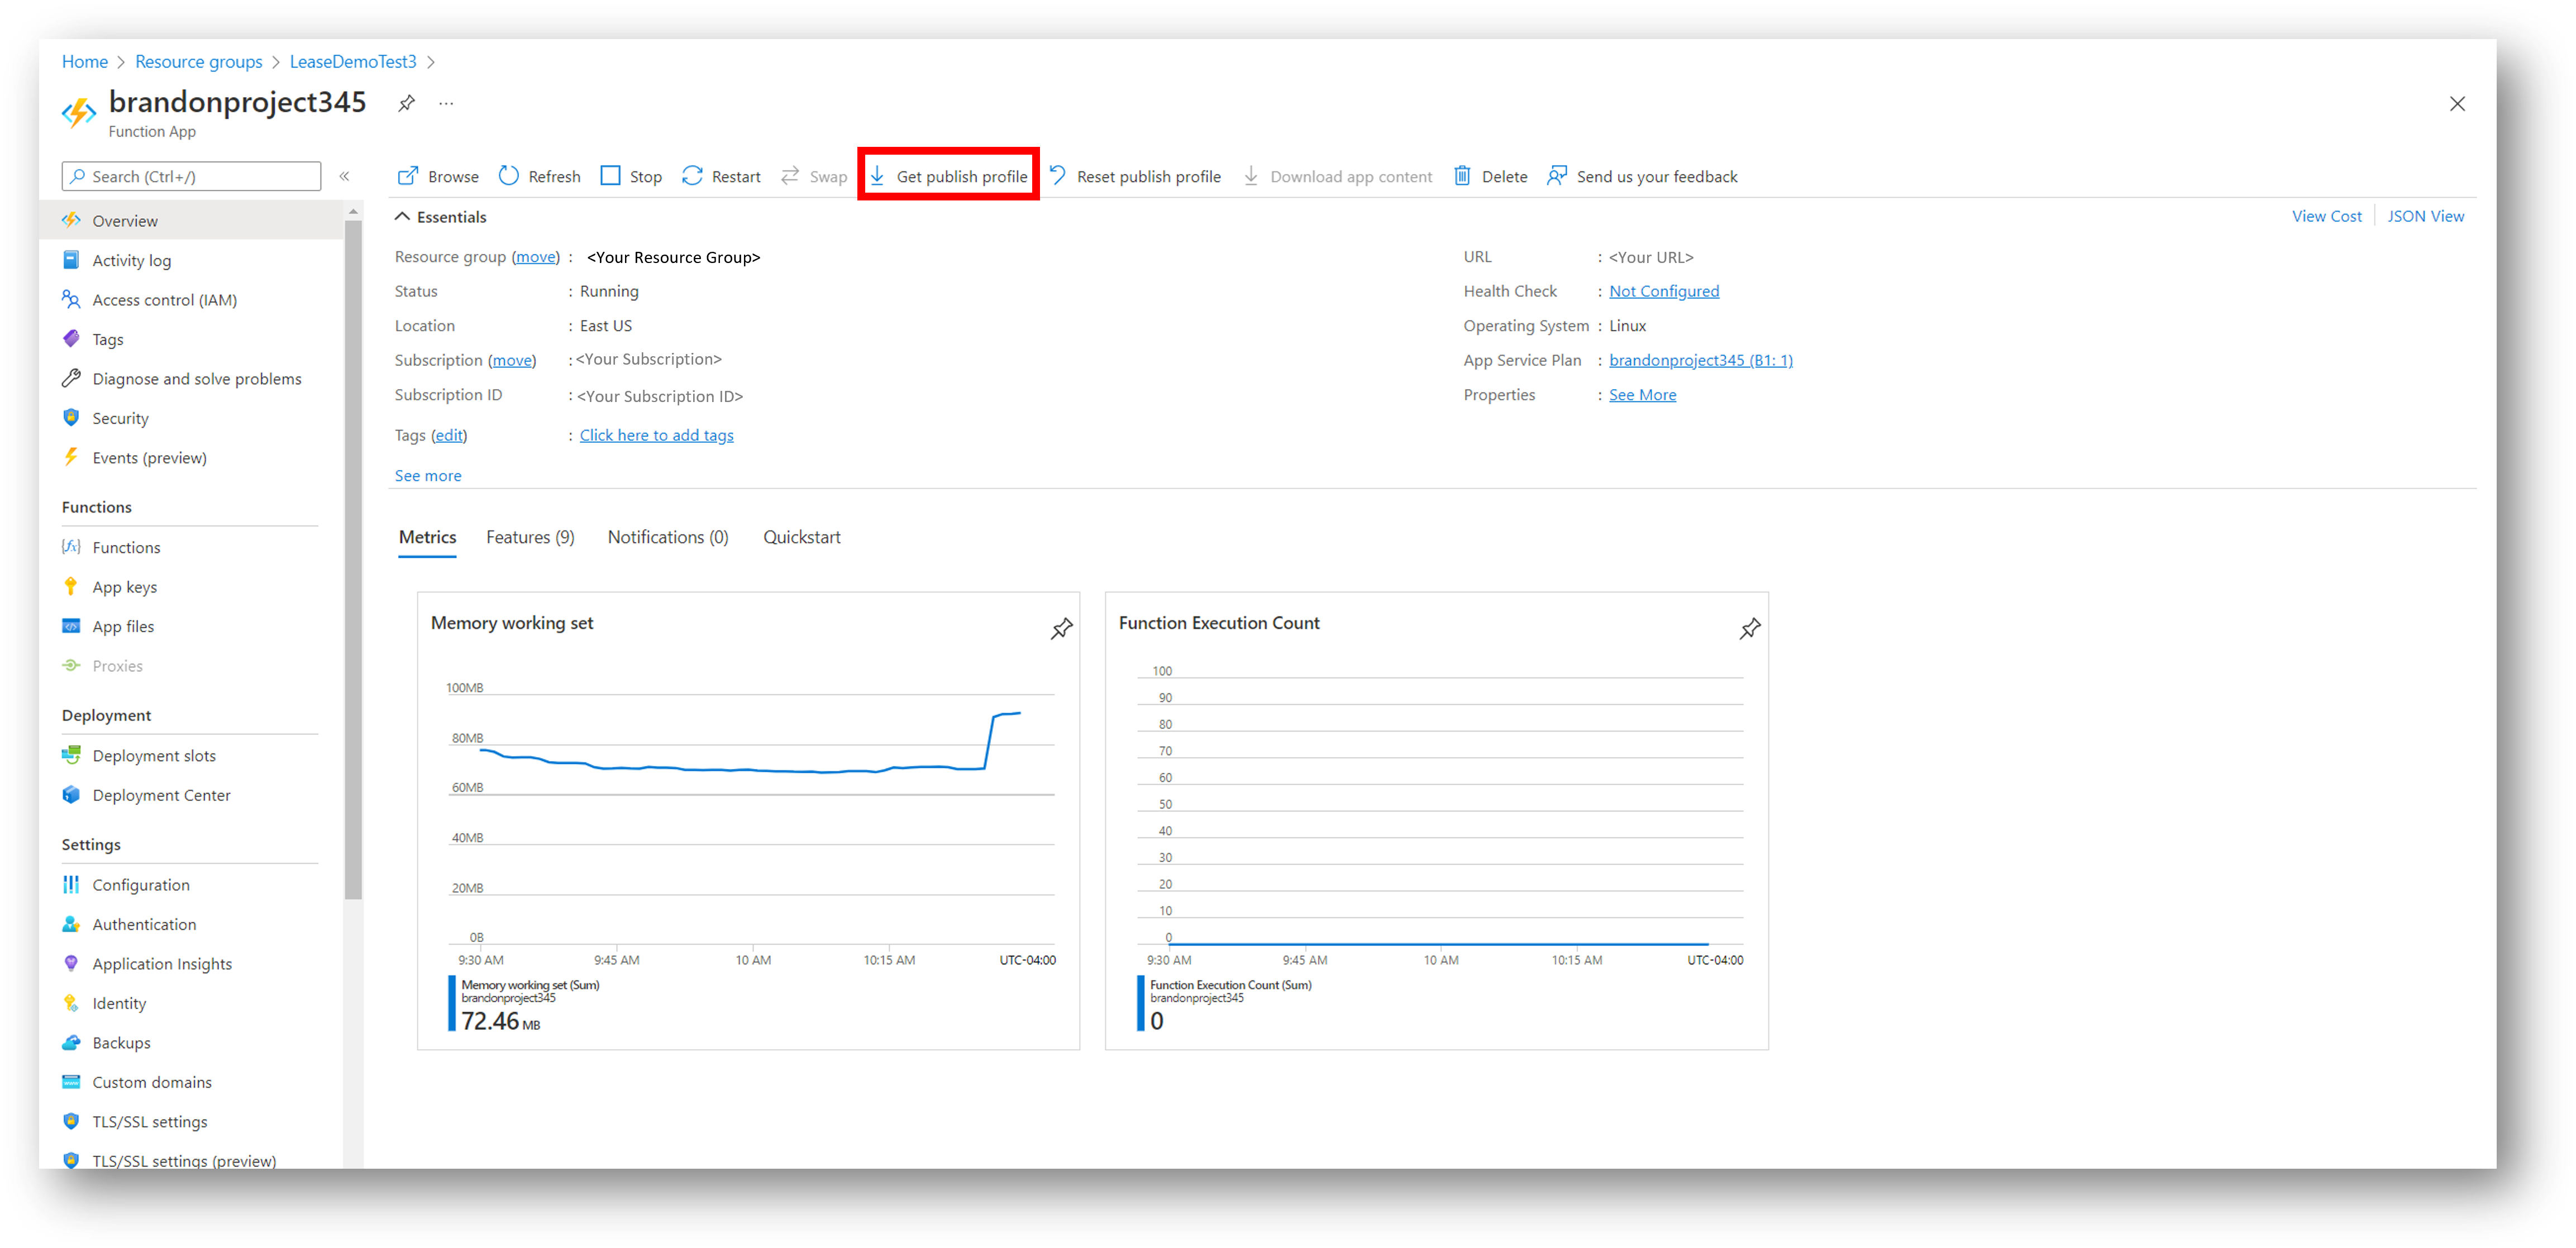 Home > Resource groups > LeaseDemoTest3 >
brandonproject345 ...
Function App
Search (Ctrl+/) «
Browse Refresh Stop Restart Swap Get publish profile Reset publish profile Download app content Delete Send us your feedback
Overview
Activity log
Access control (IAM)
Tags
Diagnose and solve problems
Security
Events (preview)
Functions
Functions
App keys
App files
Proxies
Deployment
Deployment slots
Deployment Center
Settings
Configuration
Authentication
Application Insights
Identity
Backups
Custom domains
TLS/SSL settings
TLS/SSL settings (preview)
Essentials
View Cost JSON View
Resource group (move) : <Your Resource Group>
Status : Running
Location : East US
Subscription (move) : <Your Subscription>
Subscription ID : <Your Subscription ID>
Tags (edit) : Click here to add tags
See more
URL : <Your URL>
Health Check : Not Configured
Operating System : Linux
App Service Plan : brandonproject345 (B1: 1)
Properties : See More
Metrics Features (9) Notifications (0) Quickstart
Memory working set
100MB
80MB
60MB
40MB
20MB
0B
9:30 AM 9:45 AM 10 AM 10:15 AM UTC-04:00
Memory working set (Sum)
brandonproject345
72.46 MB
Function Execution Count
100
90
80
70
60
50
40
30
20
10
0
9:30 AM 9:45 AM 10 AM 10:15 AM UTC-04:00
Function Execution Count (Sum)
brandonproject345
0